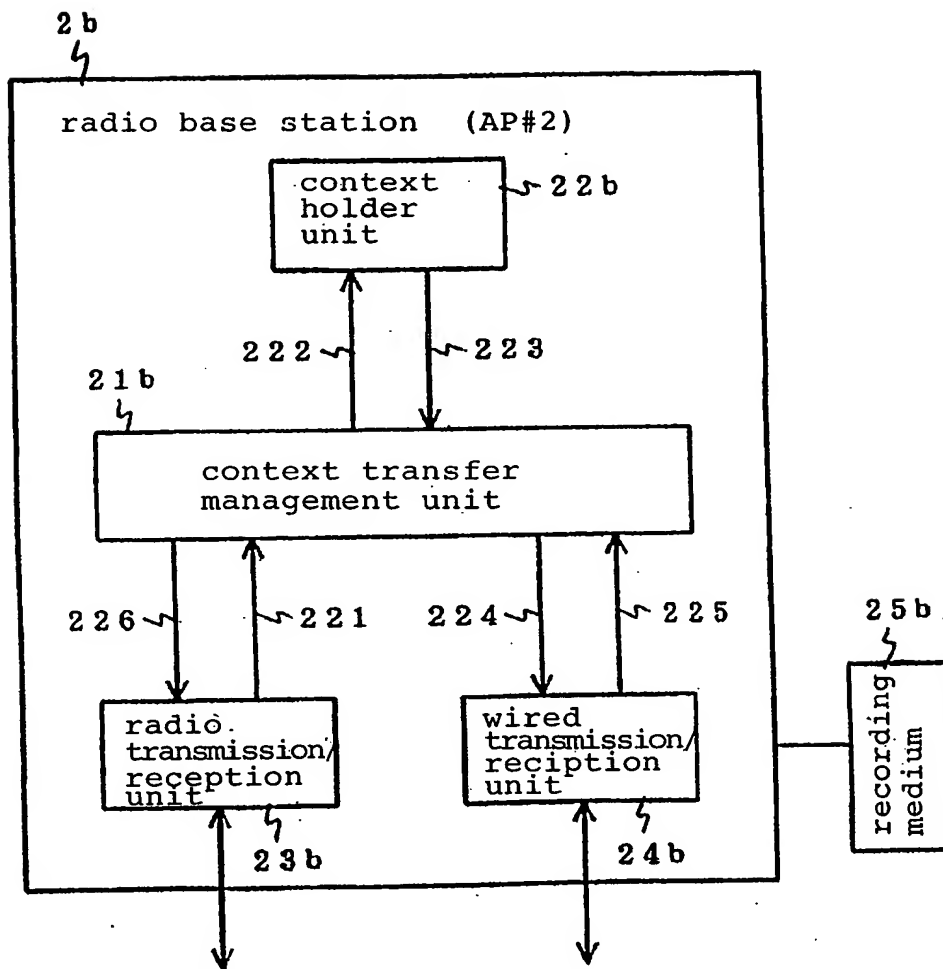 2b
radio base station (AP#2)
context
holder
unit
22b
222
223
21b
context transfer
management unit
226
221
224
225
25b
radio
transmission/
reception
unit
wired
transmission/
reciption
unit
recording
medium
23b
24b